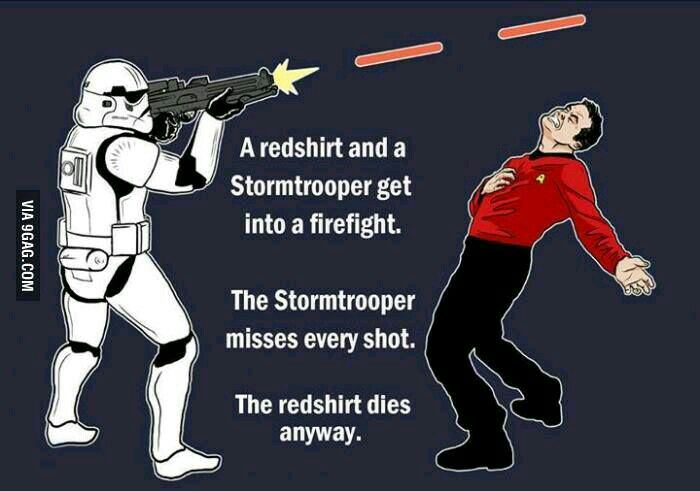 A redshirt and a
Stormtrooper get
into a firefight.
The Stormtrooper
misses every shot.
The redshirt dies
anyway.
VIA 9GAG.COM